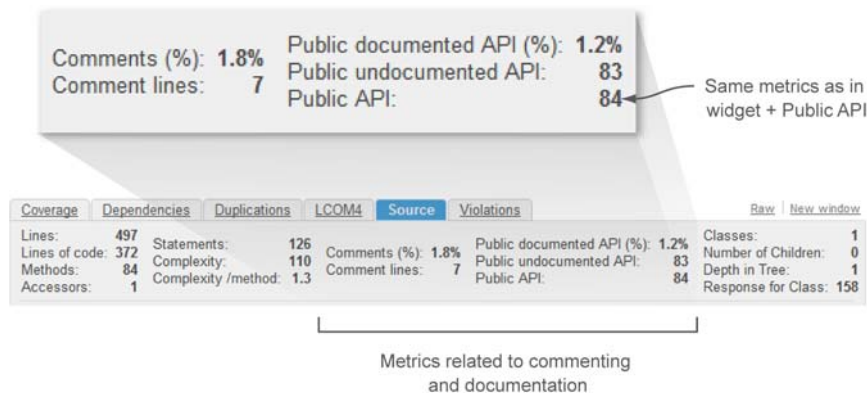 Comments (%): 1.8%
Comment lines: 7
Public documented API (%): 1.2%
Public undocumented API: 83
Public API: 84
Same metrics as in
widget + Public API
Coverage Dependencies Duplications LCOM4 Source Violations Raw New window
Lines: 497
Lines of code: 372
Methods: 84
Accessors: 1
Statements: 126
Complexity: 110
Complexity /method: 1.3
Comments (%): 1.8%
Comment lines: 7
Public documented API (%): 1.2%
Public undocumented API: 83
Public API: 84
Classes: 1
Number of Children: 0
Depth in Tree: 1
Response for Class: 158
Metrics related to commenting
and documentation